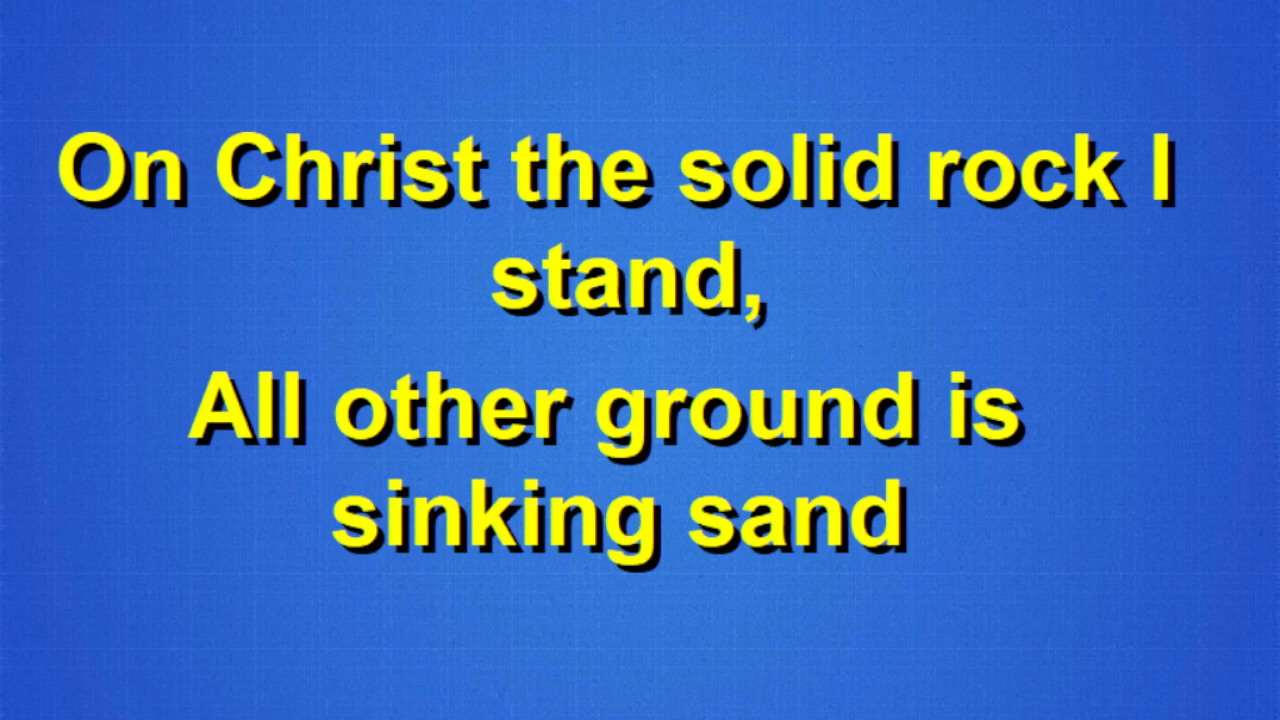 On Christ the solid rock I
stand,
All other ground is
sinking sand